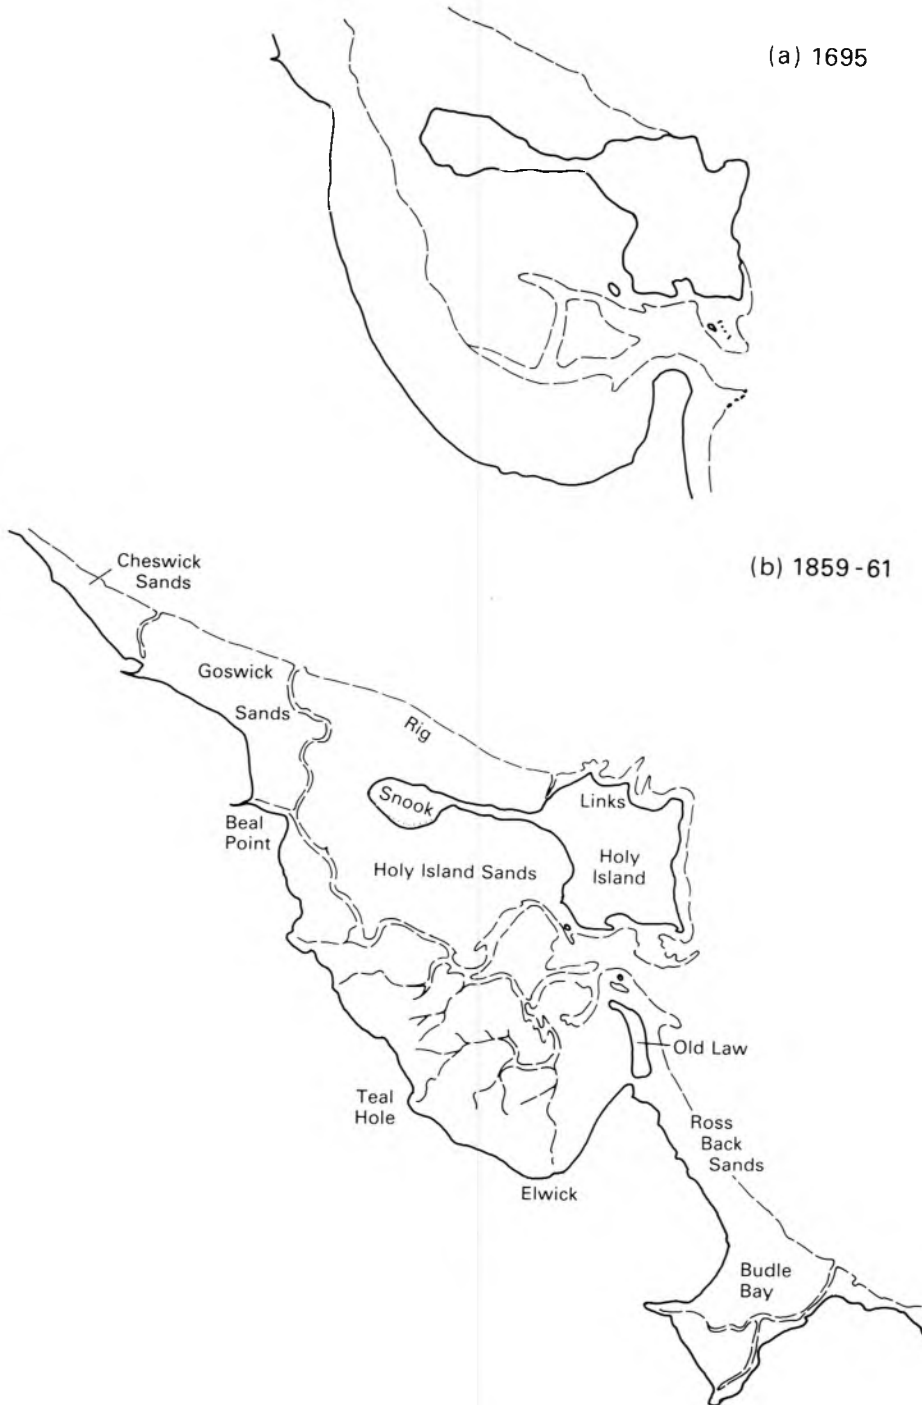 (a) 1695
(b) 1859-61
Cheswick
Sands
Goswick
Sands
Rig
Snook
Links
Beal
Point
Holy Island Sands
Holy
Island
Old Law
Teal
Hole
Ross
Back
Sands
Elwick
Budle
Bay